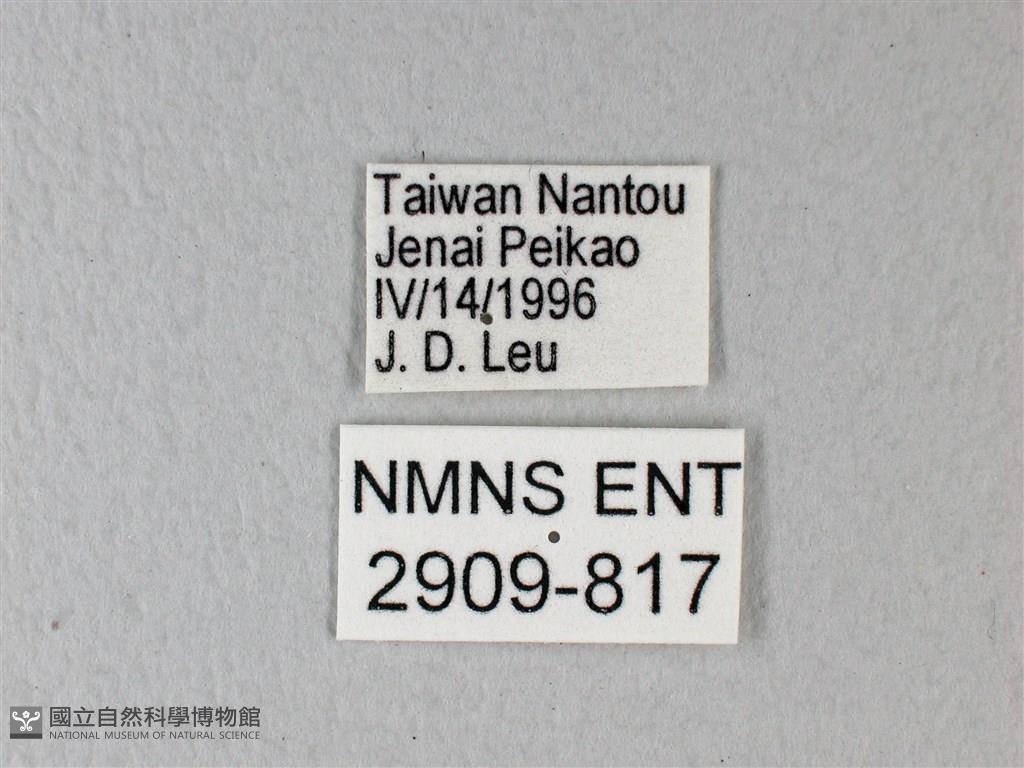 Taiwan Nantou
Jenai Peikao
IV/14/1996
J. D. Leu
NMNS ENT
2909-817
國立自然科學博物館
NATIONAL MUSEUM OF NATURAL SCIENCE